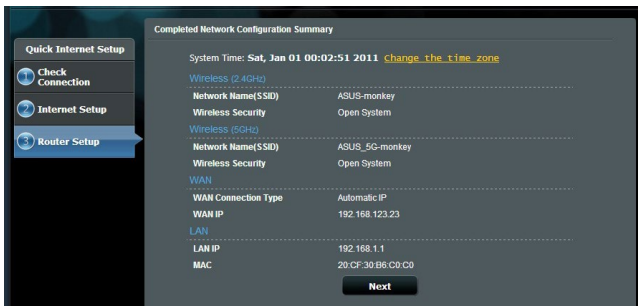 Completed Network Configuration Summary
Quick Internet Setup
1 Check
Connection
2 Internet Setup
3 Router Setup
System Time: Sat, Jan 01 00:02:51 2011 Change the time zone
Wireless (2.4GHz)
Network Name(SSID) ASUS-monkey
Wireless Security Open System
Wireless (5GHz)
Network Name(SSID) ASUS_5G-monkey
Wireless Security Open System
WAN
WAN Connection Type Automatic IP
WAN IP 192.168.123.23
LAN
LAN IP 192.168.1.1
MAC 20:CF:30:B6:C0:C0
Next